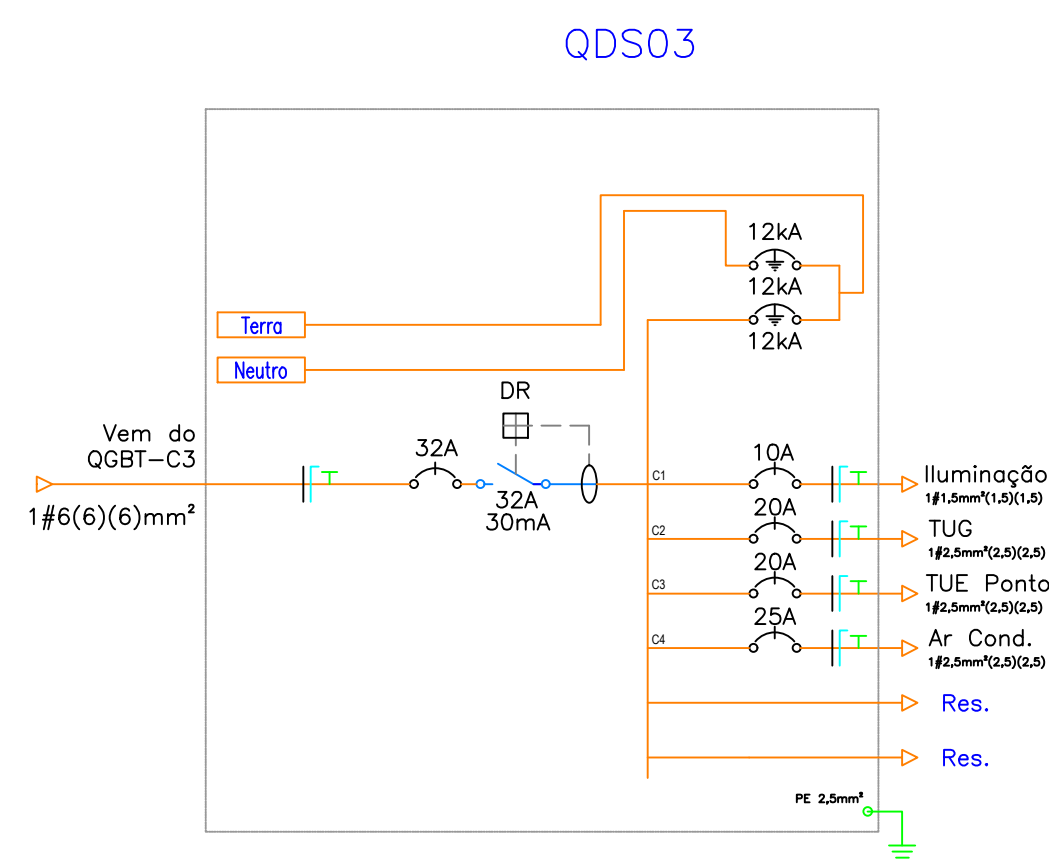 QDS03
12kA
12kA
12kA
Terra
Neutro
DR
Vem do
QGBT-C3
1#6(6)(6)mm²
T
32A
32A
30mA
C1
10A
T
Iluminação
1#1,5mm²(1,5)(1,5)
C2
20A
T
TUG
1#2,5mm²(2,5)(2,5)
C3
20A
T
TUE Ponto
1#2,5mm²(2,5)(2,5)
C4
25A
T
Ar Cond.
1#2,5mm²(2,5)(2,5)
Res.
Res.
PE 2,5mm²